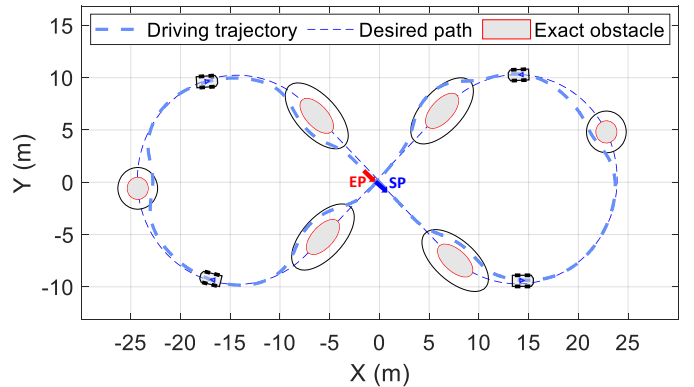 Driving trajectory Desired path Exact obstacle
15
10
5
0
-5
-10
Y (m)
EP SP
-25 -20 -15 -10 -5 0 5 10 15 20 25
X (m)